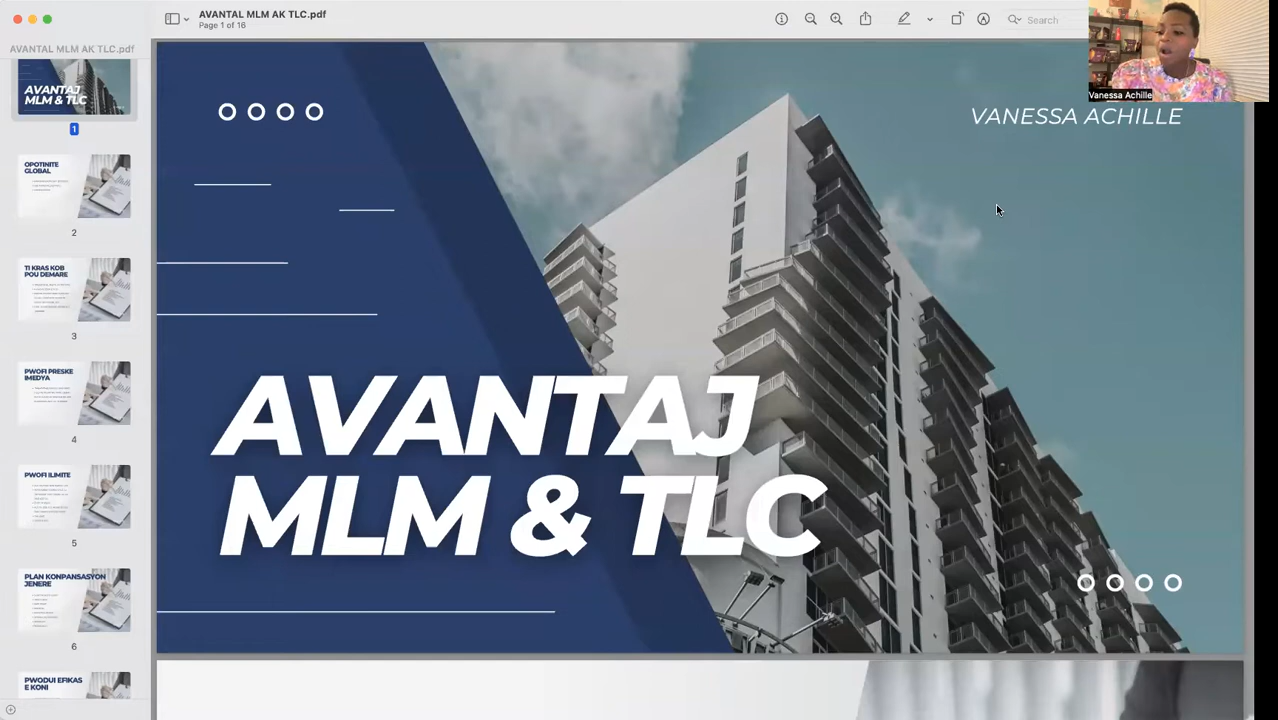 AVANTAL MLM AK TLC.pdf
Page 1 of 16
Search
Vanessa Achille
AVANTAL MLM AK TLC.pdf
AVANTAJ
MLM & TLC
1
OPOTINITE
GLOBAL
2
TI KRAS KOB
POU DEMARE
3
PWOFI PRESKE
IMEDYA
4
PWOFI ILIMITE
5
PLAN KONPANSASYON
JENERE
6
PWODUI EFIKAS
E KONI
VANESSA ACHILLE
AVANTAJ
MLM & TLC